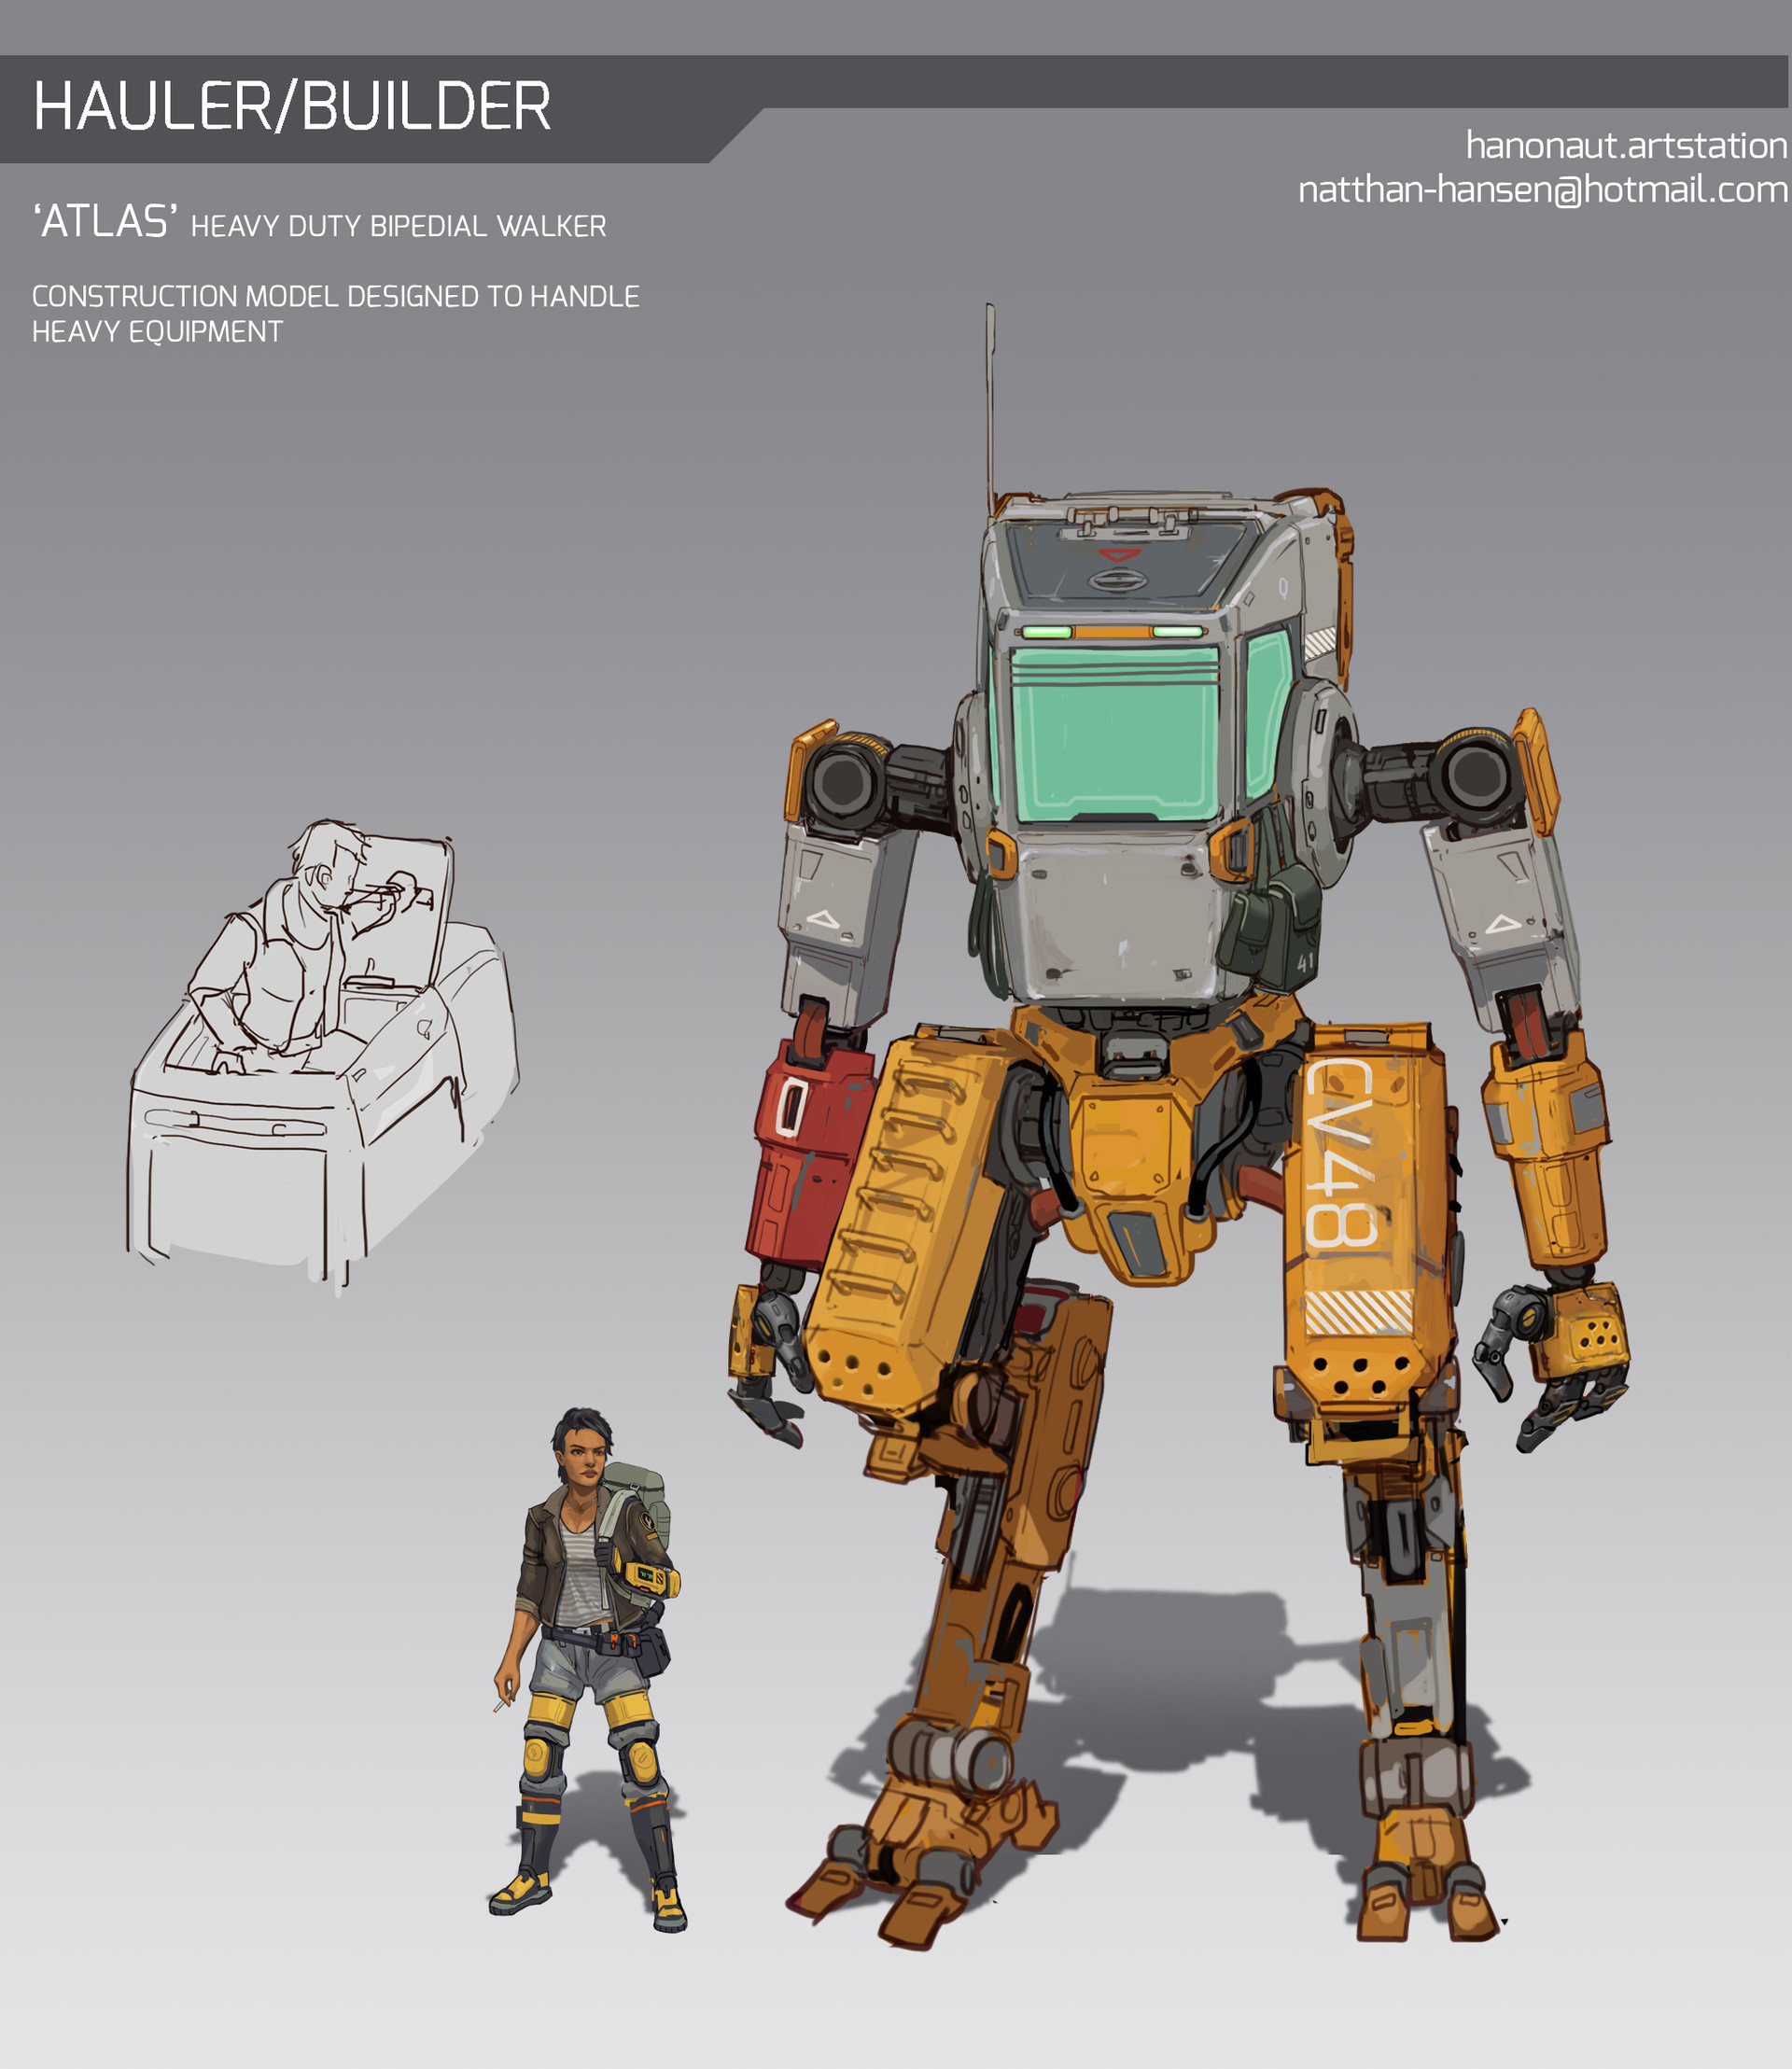 HAULER/BUILDER
hanonaut.artstation
natthan-hansen@hotmail.com
‘ATLAS’ HEAVY DUTY BIPEDIAL WALKER
CONSTRUCTION MODEL DESIGNED TO HANDLE
HEAVY EQUIPMENT
Q
41
CV48